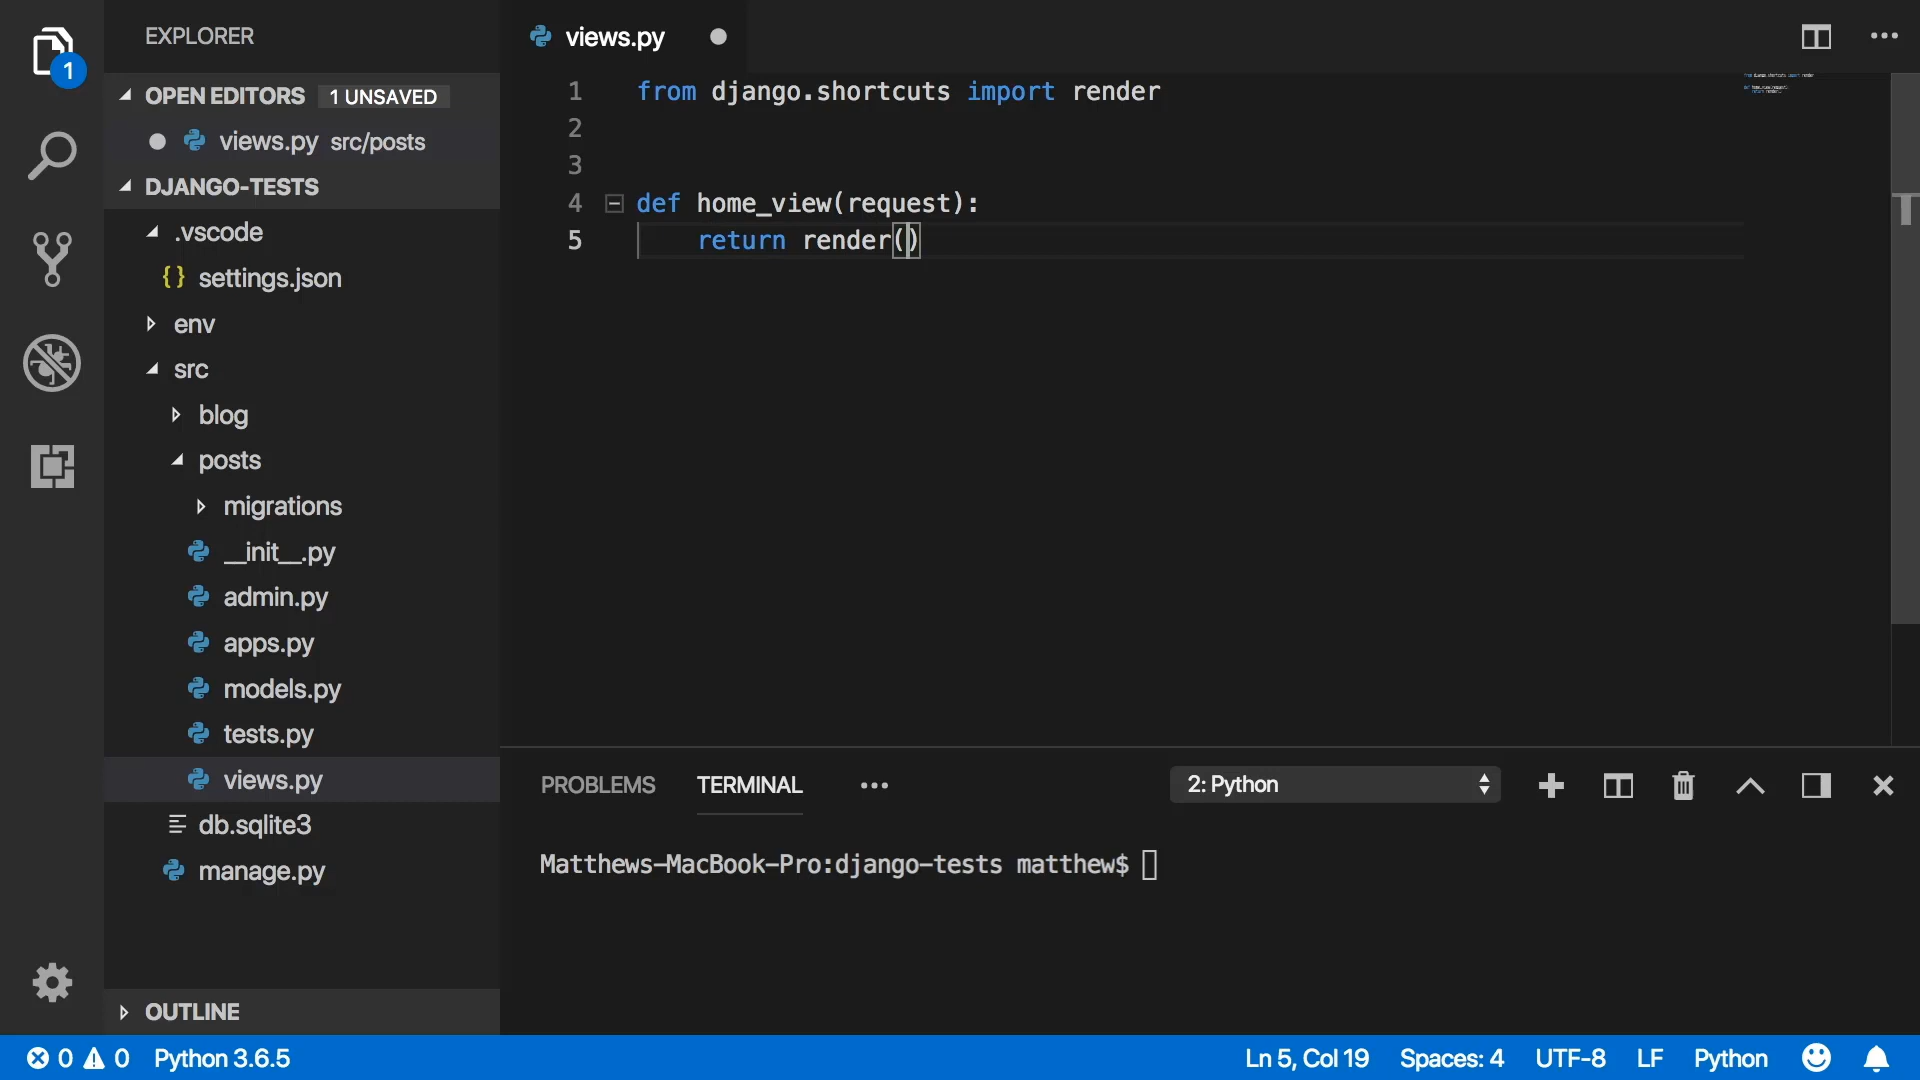 EXPLORER
OPEN EDITORS 1 UNSAVED
views.py src/posts
DJANGO-TESTS
.vscode
{} settings.json
env
src
blog
posts
migrations
__init__.py
admin.py
apps.py
models.py
tests.py
views.py
db.sqlite3
manage.py
OUTLINE
1
views.py
1 from django.shortcuts import render
2
3
4 def home_view(request):
5 return render()
PROBLEMS TERMINAL ••• 2: Python
Matthews-MacBook-Pro:django-tests matthew$
0 0 Python 3.6.5 Ln 5, Col 19 Spaces: 4 UTF-8 LF Python